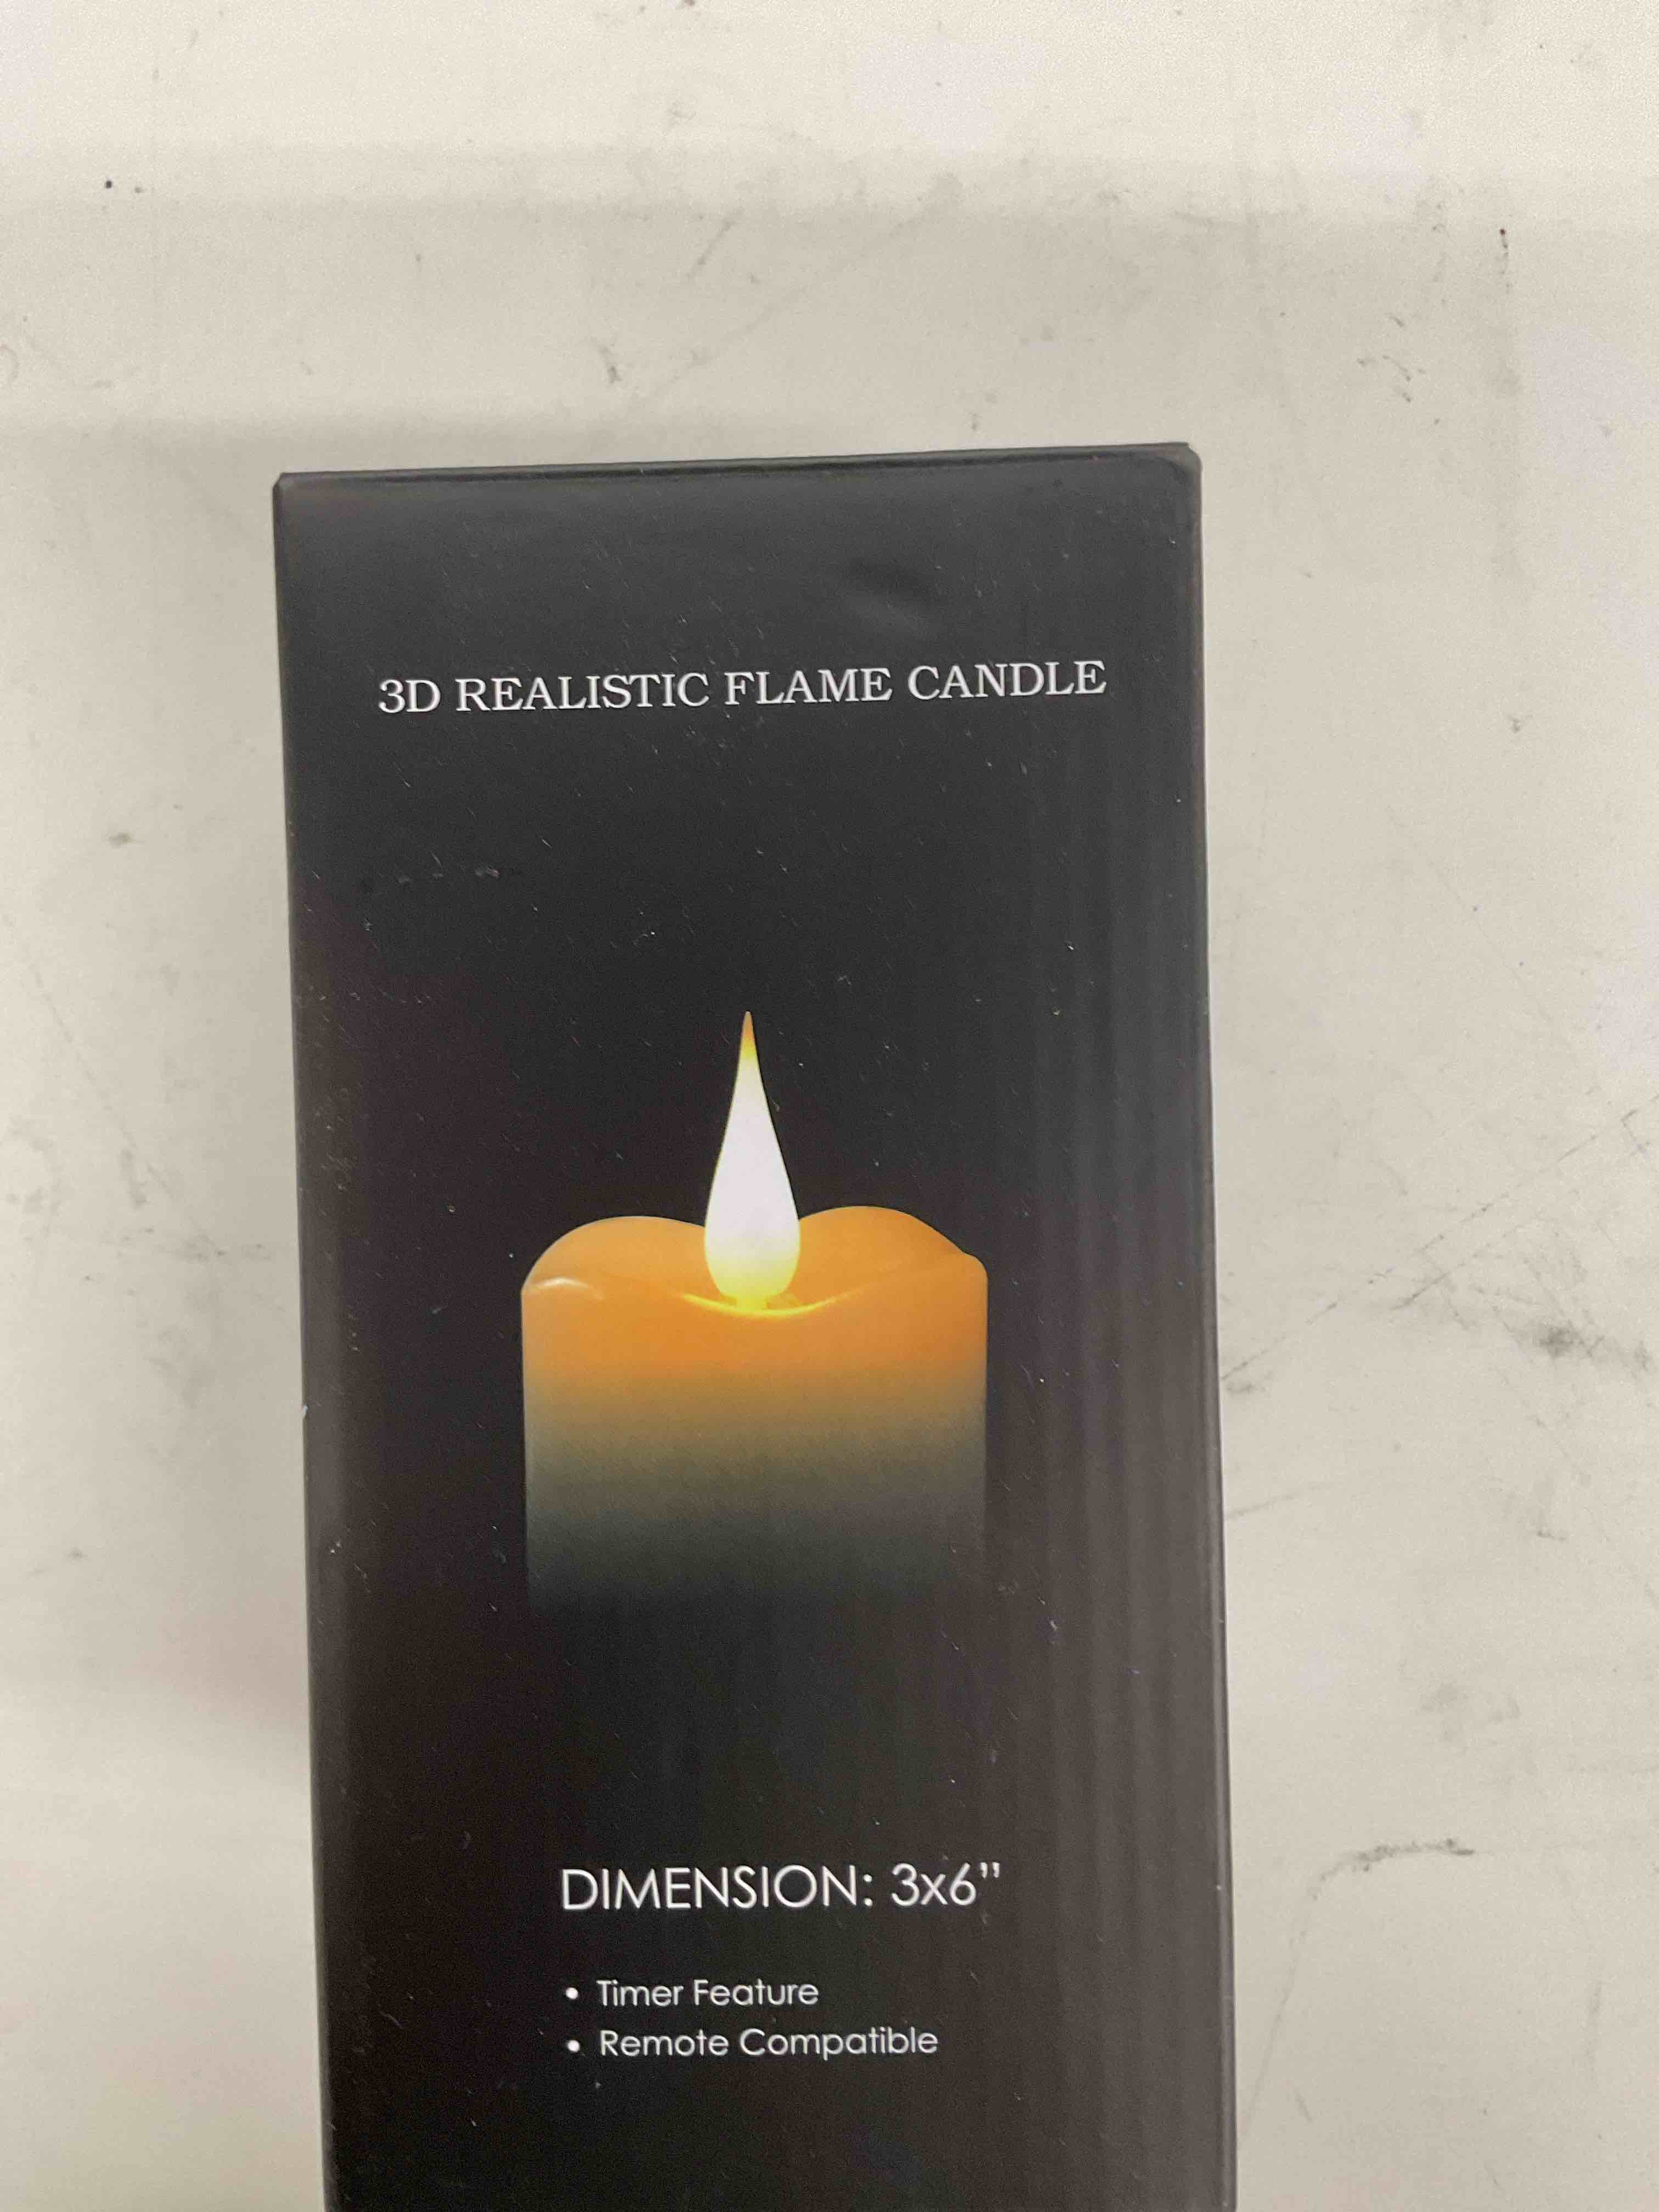 3D REALISTIC FLAME CANDLE
DIMENSION: 3x6”
• Timer Feature
• Remote Compatible